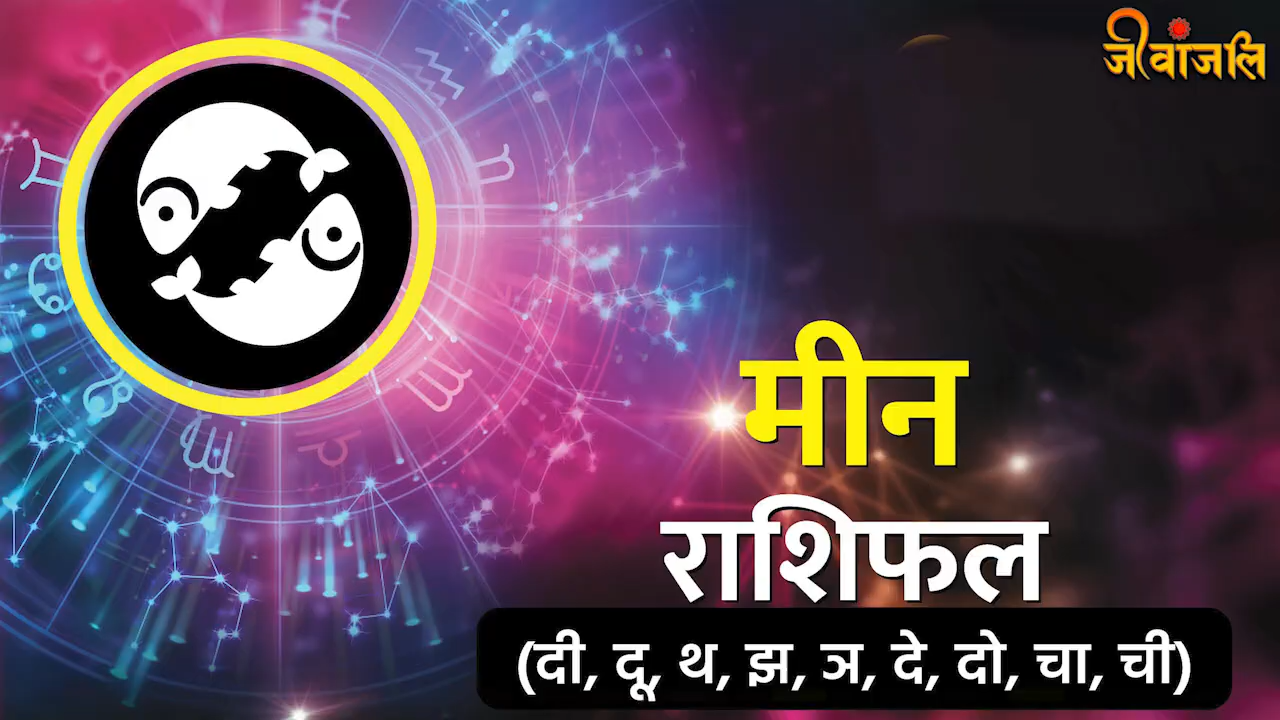 जीवांजलि
मीन
राशिफल
(दी, दू, थ, झ, ञ, दे, दो, चा, ची)